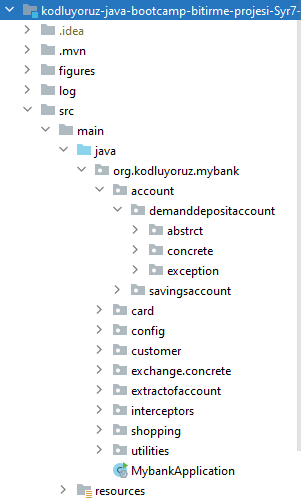 kodluyoruz-java-bootcamp-bitirme-projesi-Syr7-
.idea
.mvn
figures
log
src
main
java
org.kodluyoruz.mybank
account
demanddepositaccount
abstrct
concrete
exception
savingsaccount
card
config
customer
exchange.concrete
extractofaccount
interceptors
shopping
utilities
MybankApplication
resources